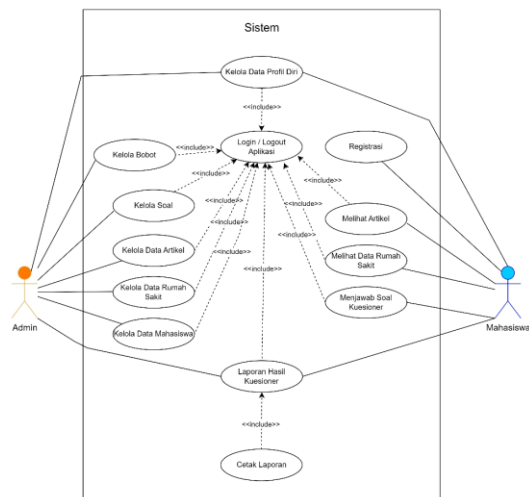 Sistem
Kelola Data Profil Diri
<<include>>
Login / Logout
Aplikasi
Registrasi
Kelola Bobot
<<include>>
<<include>>
<<include>>
Kelola Soal
<<include>>
Melihat Artikel
<<include>>
<<include>>
<<include>>
Kelola Data Artikel
Melihat Data Rumah
Sakit
<<include>>
<<include>>
Kelola Data Rumah
Sakit
Menjawab Soal
Kuesioner
Admin
Mahasiswa
Kelola Data Mahasiswa
Laporan Hasil
Kuesioner
<<include>>
Cetak Laporan